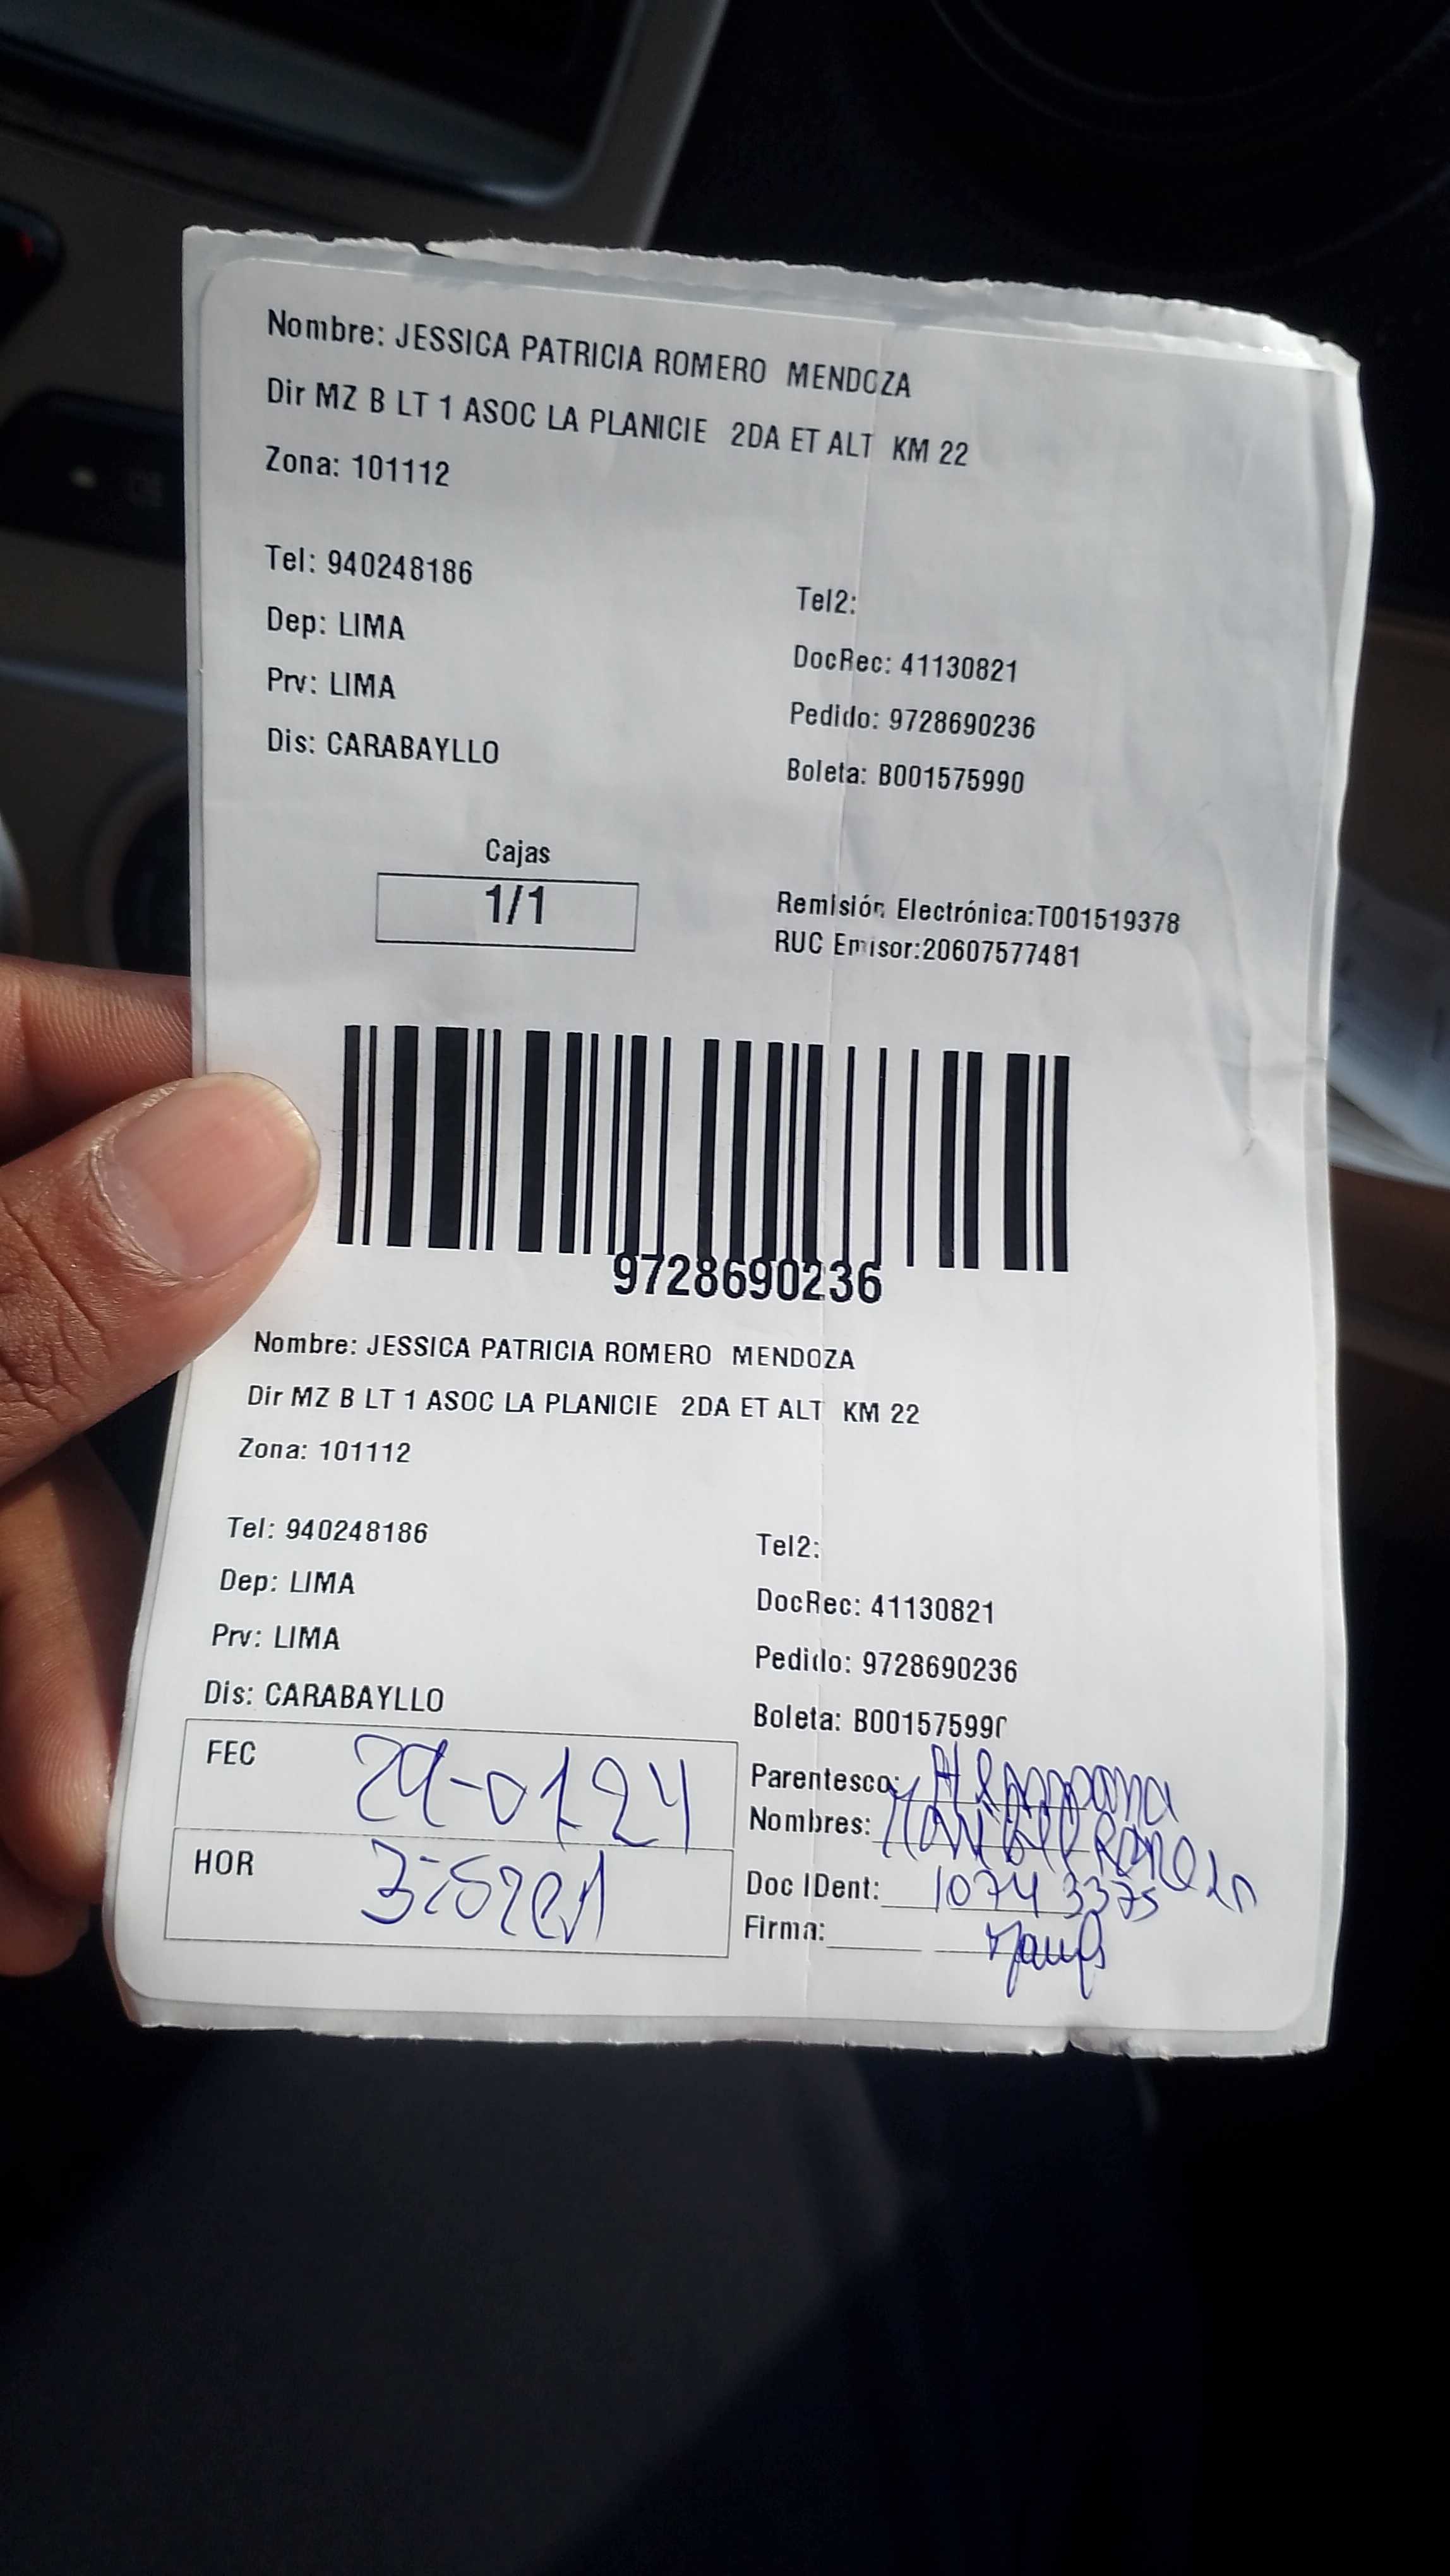 Nombre: JESSICA PATRICIA ROMERO MENDOZA
Dir MZ B LT 1 ASOC LA PLANICIE 2DA ET ALT KM 22
Zona: 101112
Tel: 940248186
Tel2:
Dep: LIMA
DocRec: 41130821
Prv: LIMA
Pedido: 9728690236
Dis: CARABAYLLO
Boleta: B001575990
Cajas
1/1
Remisión Electrónica:T001519378
RUC Emisor:20607577481
9728690236
Nombre: JESSICA PATRICIA ROMERO MENDOZA
Dir MZ B LT 1 ASOC LA PLANICIE 2DA ET ALT KM 22
Zona: 101112
Tel: 940248186
Tel2:
Dep: LIMA
DocRec: 41130821
Prv: LIMA
Pedido: 9728690236
Dis: CARABAYLLO
Boleta: B001575990
FEC
Parentesco: Hermana
Nombres:
HOR
Doc IDent: 10743375
Firma: